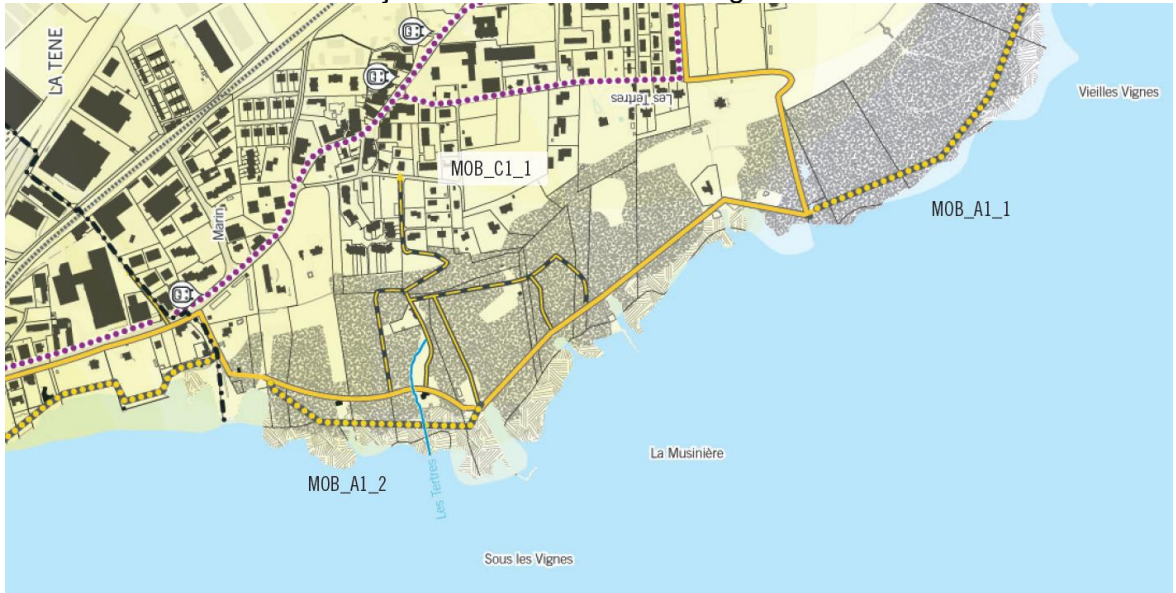 LA TENE
Vieilles Vignes
Les Tertres
MOB_C1_1
MOB_A1_1
Marin
La Musinière
MOB_A1_2
Les Tertres
Sous les Vignes